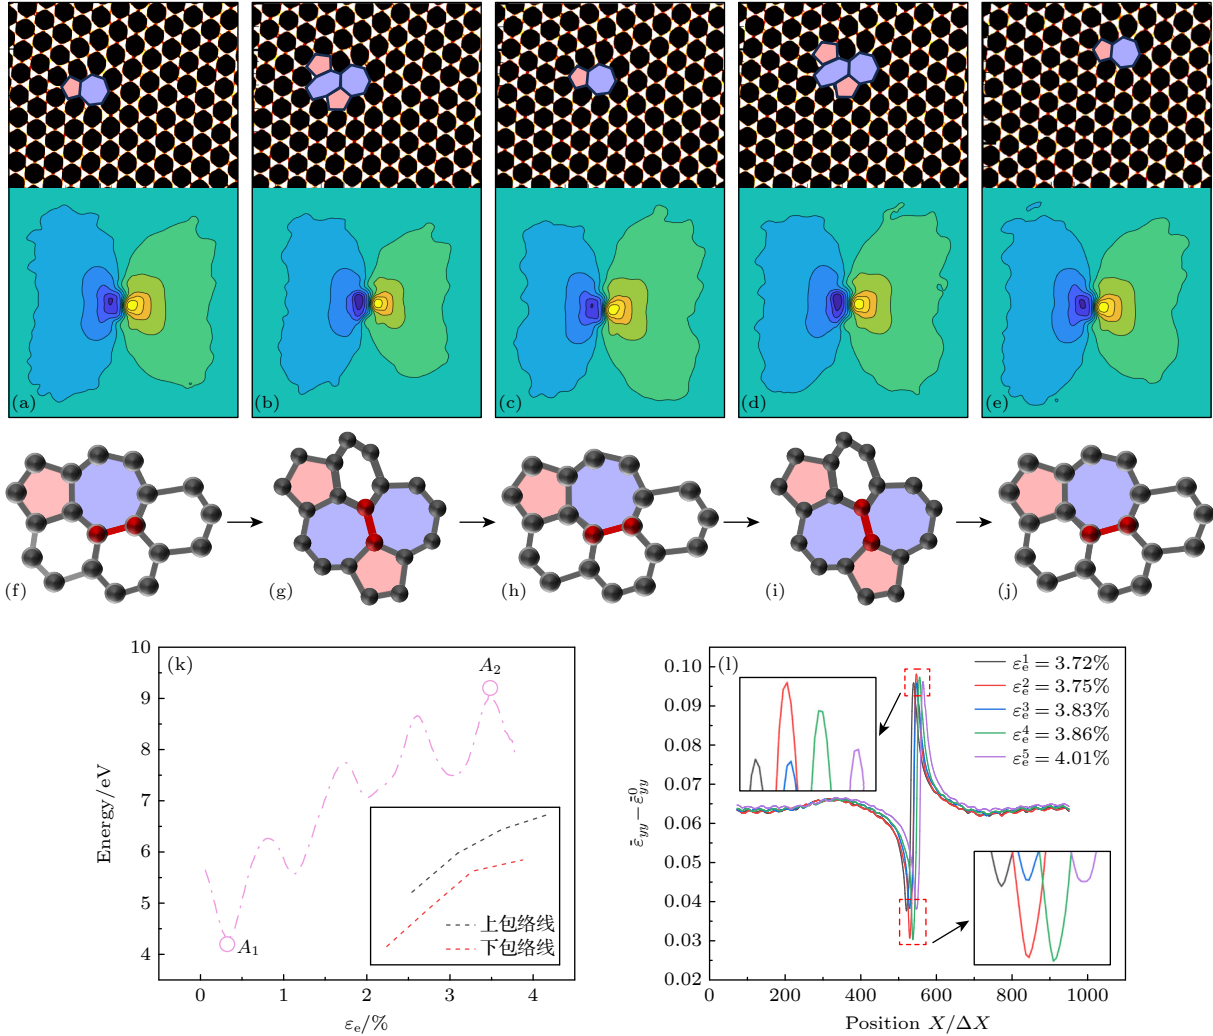 (a)
(b)
(c)
(d)
(e)
(f)
(g)
(h)
(i)
(j)
(k)
10
9
8
7
6
5
4
Energy/eV
A₂
A₁
上包络线
下包络线
0
1
2
3
4
εₑ/%
(l)
0.10
0.09
0.08
0.07
0.06
0.05
0.04
0.03
0.02
ε̄yy − ε̄⁰yy
ε¹ₑ = 3.72%
ε²ₑ = 3.75%
ε³ₑ = 3.83%
ε⁴ₑ = 3.86%
ε⁵ₑ = 4.01%
0
200
400
600
800
1000
Position X/ΔX